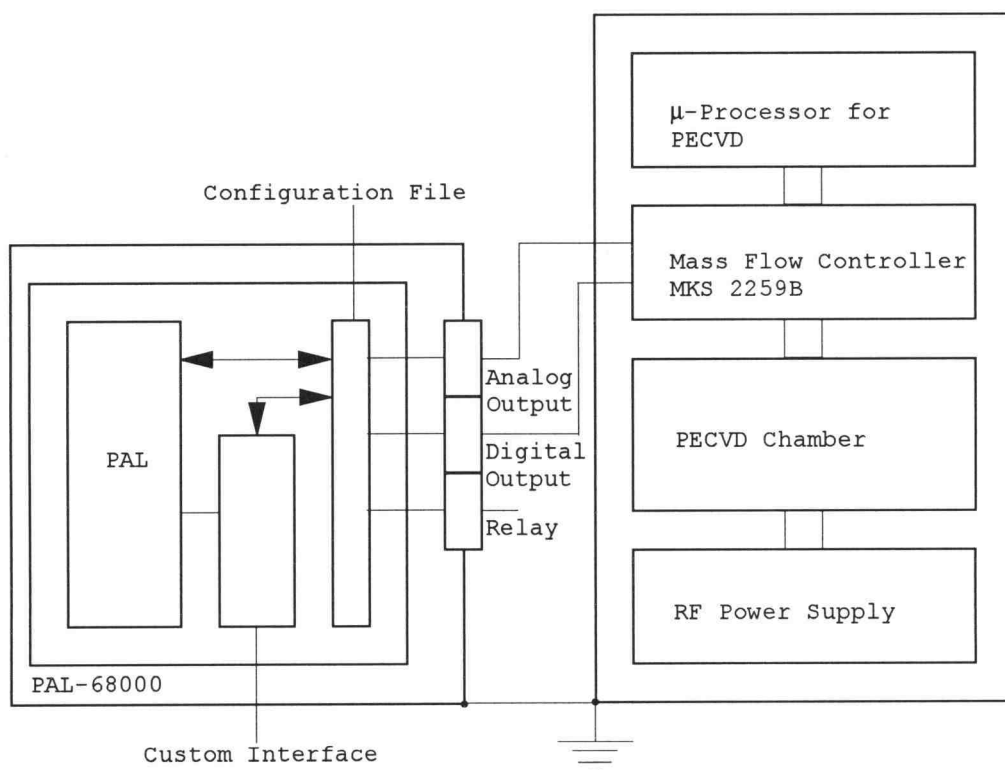 Configuration File
PAL
Analog
Output
Digital
Output
Relay
PAL-68000
Custom Interface
μ-Processor for
PECVD
Mass Flow Controller
MKS 2259B
PECVD Chamber
RF Power Supply